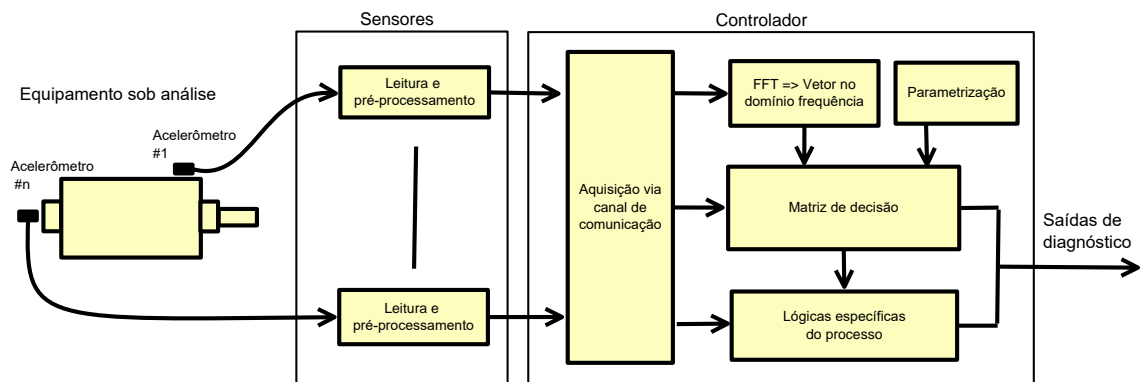 Sensores
Controlador
Equipamento sob análise
Leitura e
pré-processamento
FFT => Vetor no
domínio frequência
Parametrização
Acelerômetro
#1
Acelerômetro
#n
Aquisição via
canal de
comunicação
Matriz de decisão
Saídas de
diagnóstico
Leitura e
pré-processamento
Lógicas específicas
do processo